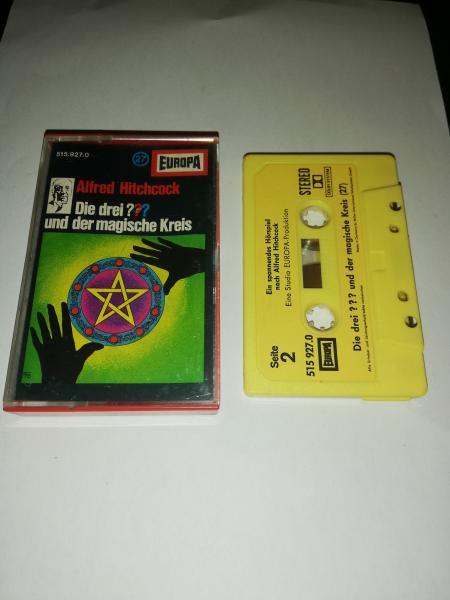 515.927.0
27
EUROPA
Alfred Hitchcock
Die drei ???
und der magische Kreis
STEREO
Ein spannendes Hörspiel
nach Alfred Hitchcock
Eine Studio EUROPA-Produktion
Seite
2
515 927.0
EUROPA
Die drei ??? und der magische Kreis (27)